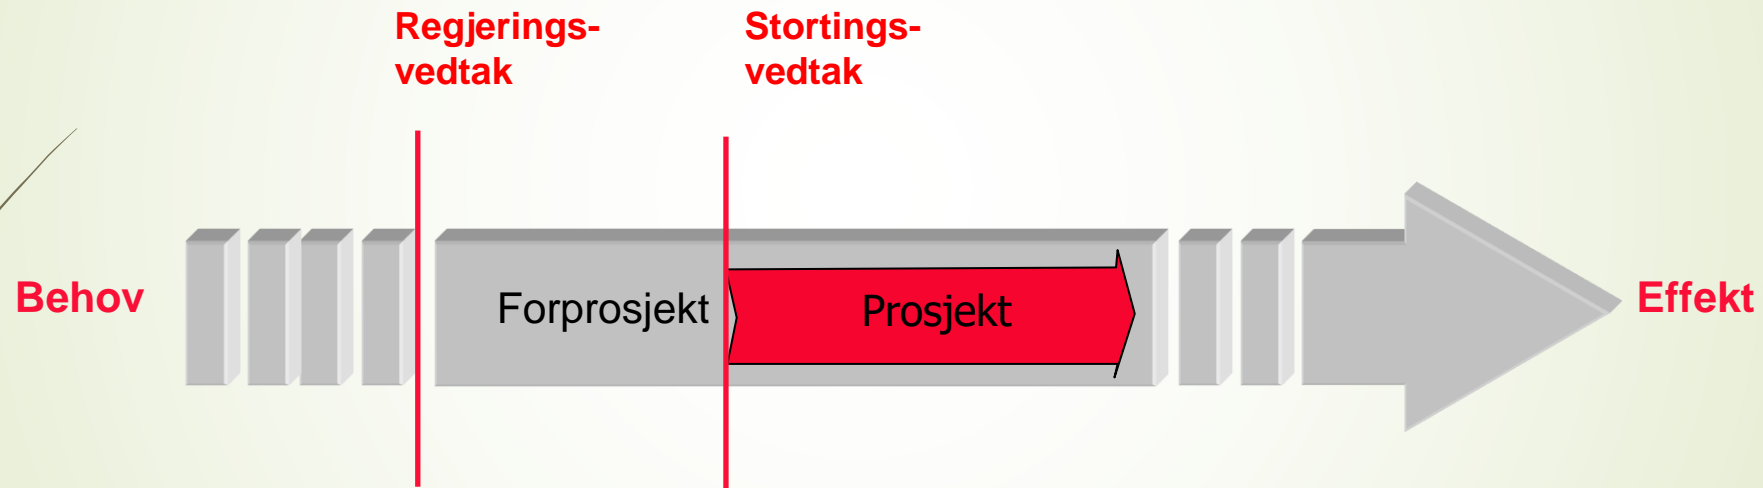 Regjerings-
vedtak
Stortings-
vedtak
Behov
Forprosjekt
Prosjekt
Effekt